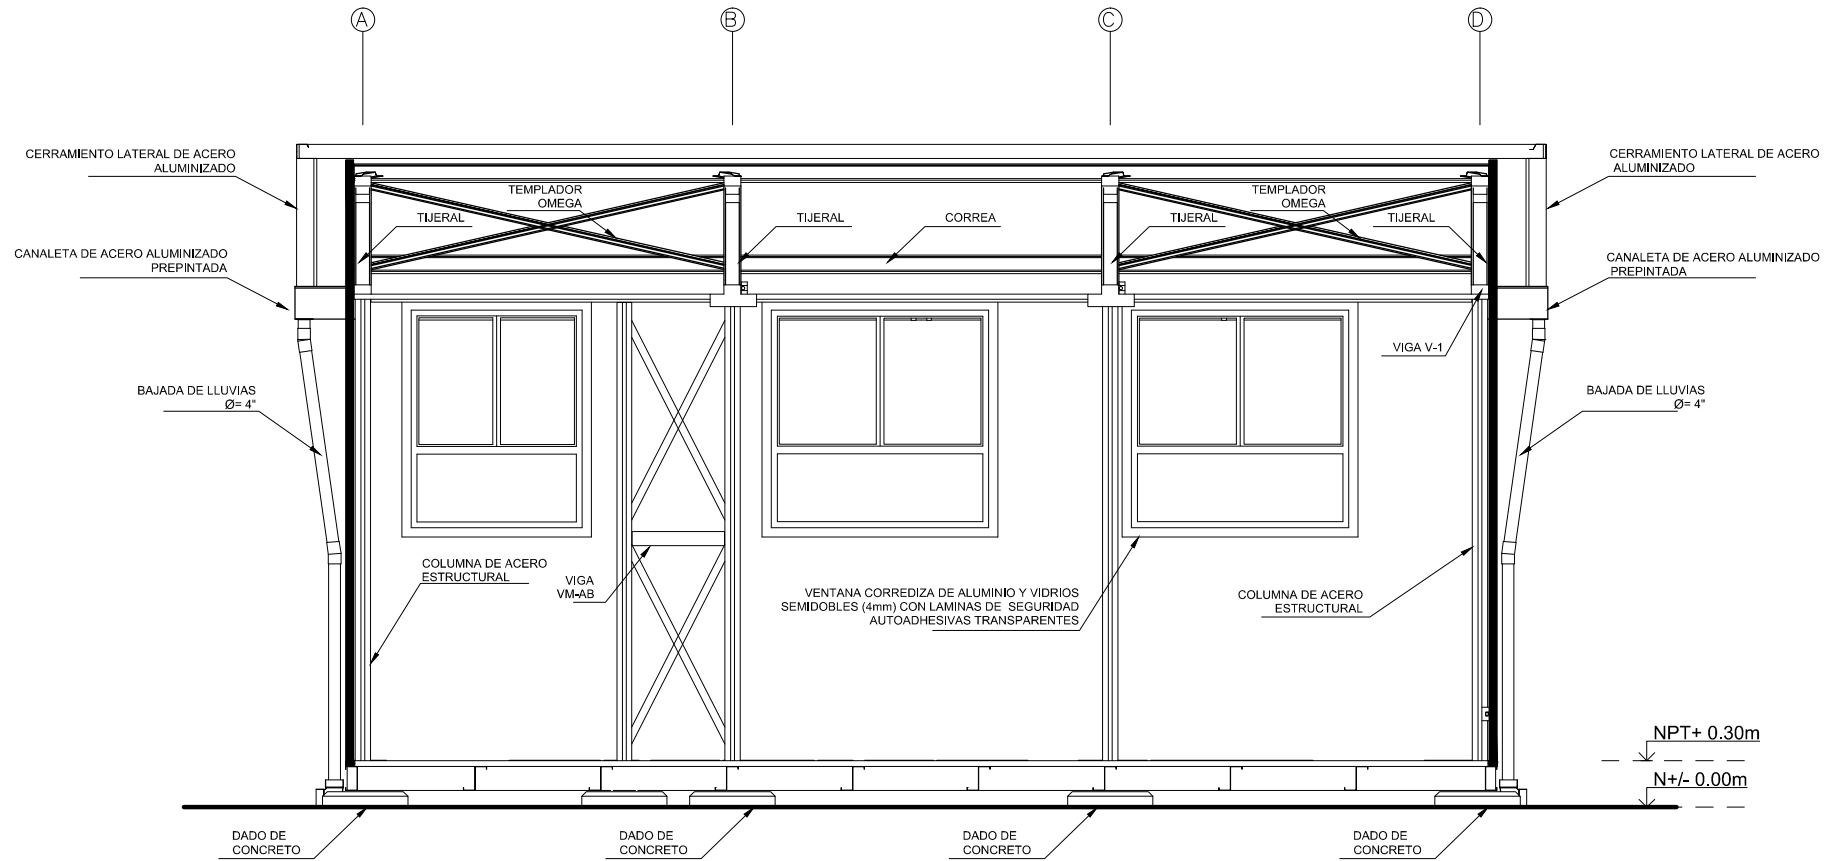 A
B
C
D
CERRAMIENTO LATERAL DE ACERO
ALUMINIZADO
CERRAMIENTO LATERAL DE ACERO
ALUMINIZADO
TEMPLADOR
OMEGA
TEMPLADOR
OMEGA
TIJERAL
TIJERAL
CORREA
TIJERAL
TIJERAL
CANALETA DE ACERO ALUMINIZADO
PREPINTADA
CANALETA DE ACERO ALUMINIZADO
PREPINTADA
VIGA V-1
BAJADA DE LLUVIAS
Ø= 4"
BAJADA DE LLUVIAS
Ø= 4"
COLUMNA DE ACERO
ESTRUCTURAL
VIGA
VM-AB
VENTANA CORREDIZA DE ALUMINIO Y VIDRIOS
SEMIDOBLES (4mm) CON LAMINAS DE SEGURIDAD
AUTOADHESIVAS TRANSPARENTES
COLUMNA DE ACERO
ESTRUCTURAL
NPT+ 0.30m
N+/- 0.00m
DADO DE
CONCRETO
DADO DE
CONCRETO
DADO DE
CONCRETO
DADO DE
CONCRETO